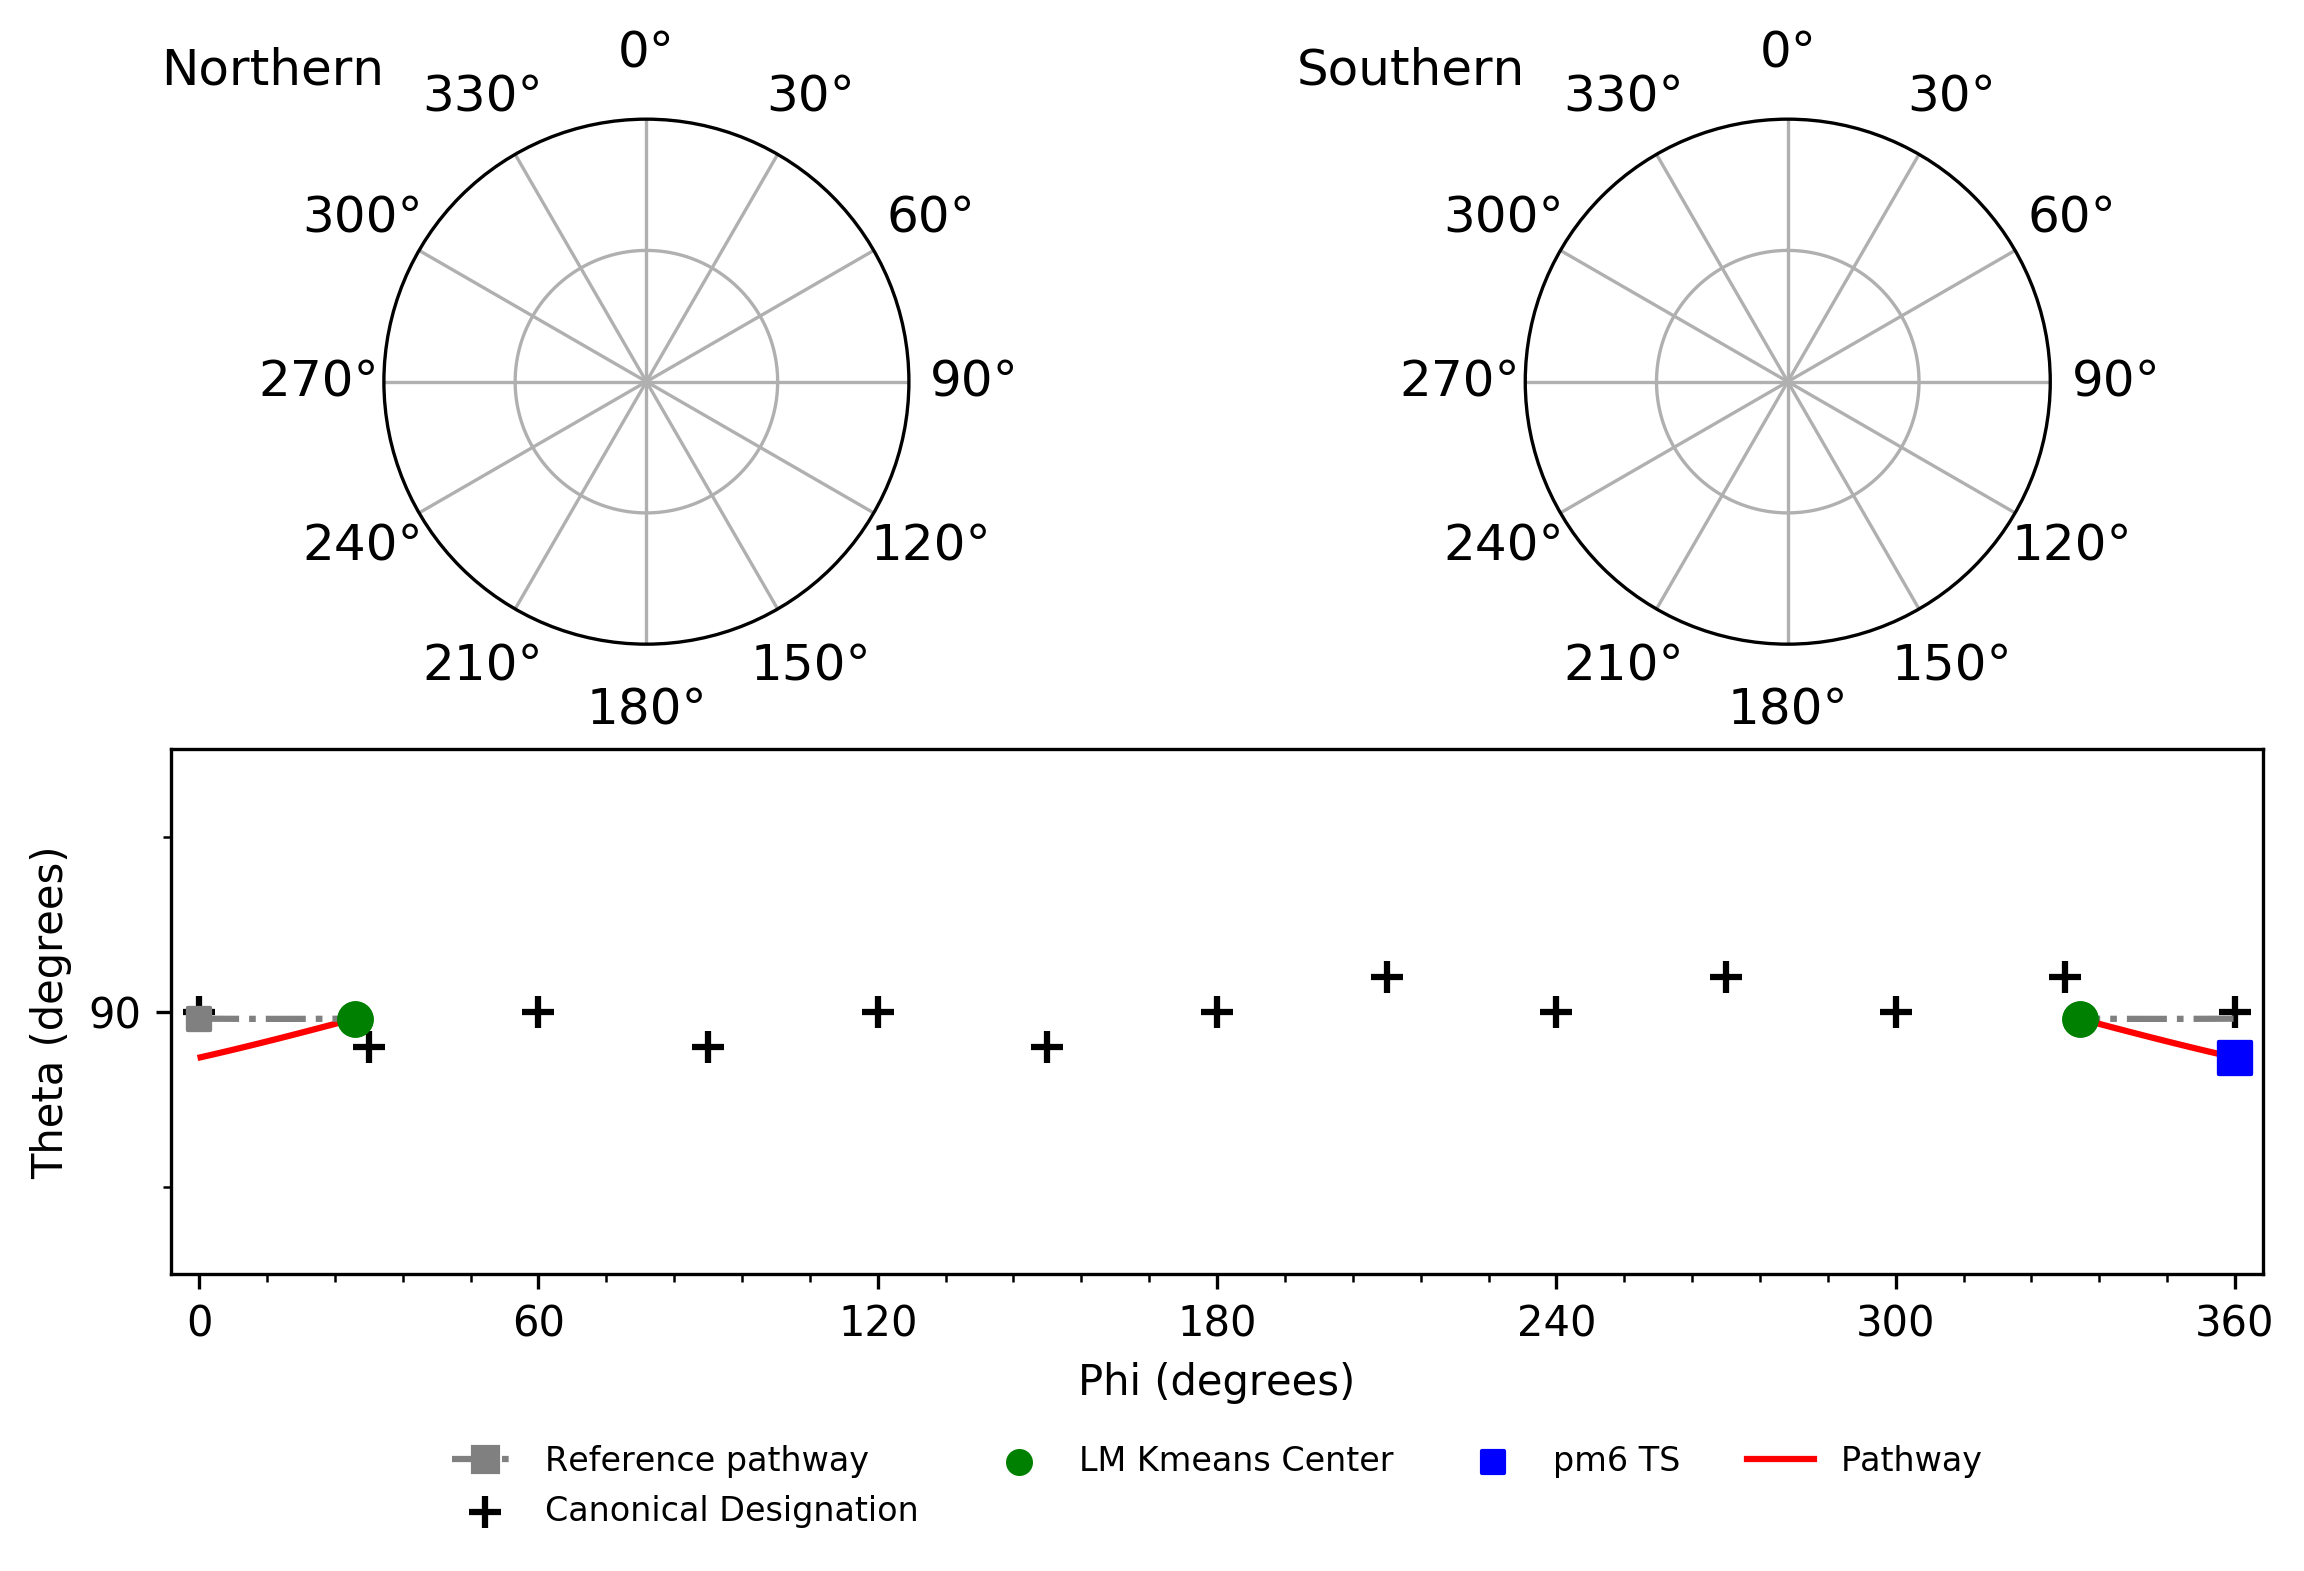 Northern
0°
30°
60°
90°
120°
150°
180°
210°
240°
270°
300°
330°
Southern
0°
30°
60°
90°
120°
150°
180°
210°
240°
270°
300°
330°
Theta (degrees)
90
0 60 120 180 240 300 360
Phi (degrees)
Reference pathway
Canonical Designation
LM Kmeans Center
pm6 TS
Pathway